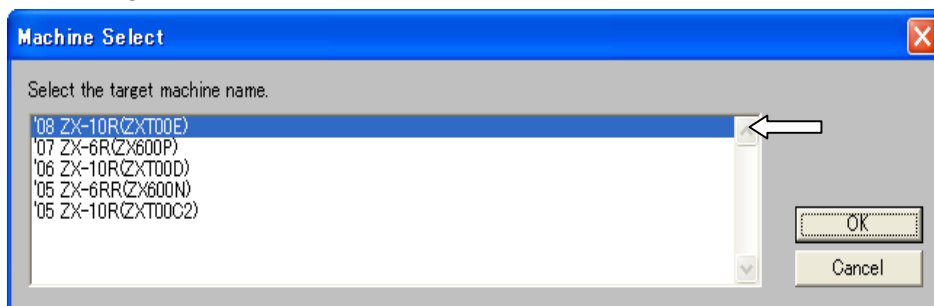 Machine Select
Select the target machine name.
'08 ZX-10R(ZXT00E)
'07 ZX-6R(ZX600P)
'06 ZX-10R(ZXT00D)
'05 ZX-6RR(ZX600N)
'05 ZX-10R(ZXT00C2)
OK
Cancel